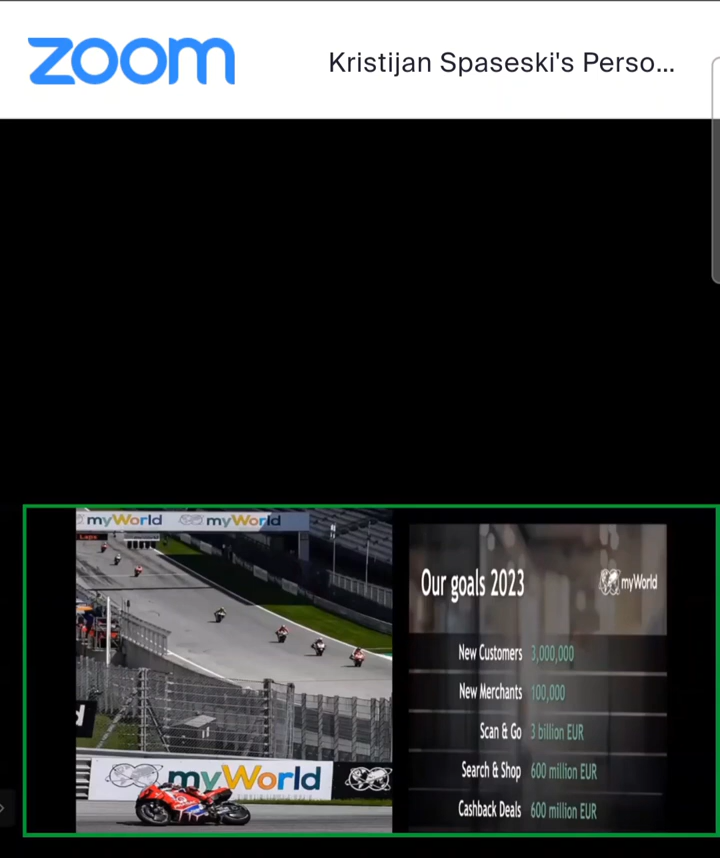 zoom
Kristijan Spaseski's Perso...
myWorld myWorld
Laps
myWorld
Our goals 2023
myWorld
New Customers 3,000,000
New Merchants 100,000
Scan & Go 3 billion EUR
Search & Shop 600 million EUR
Cashback Deals 600 million EUR